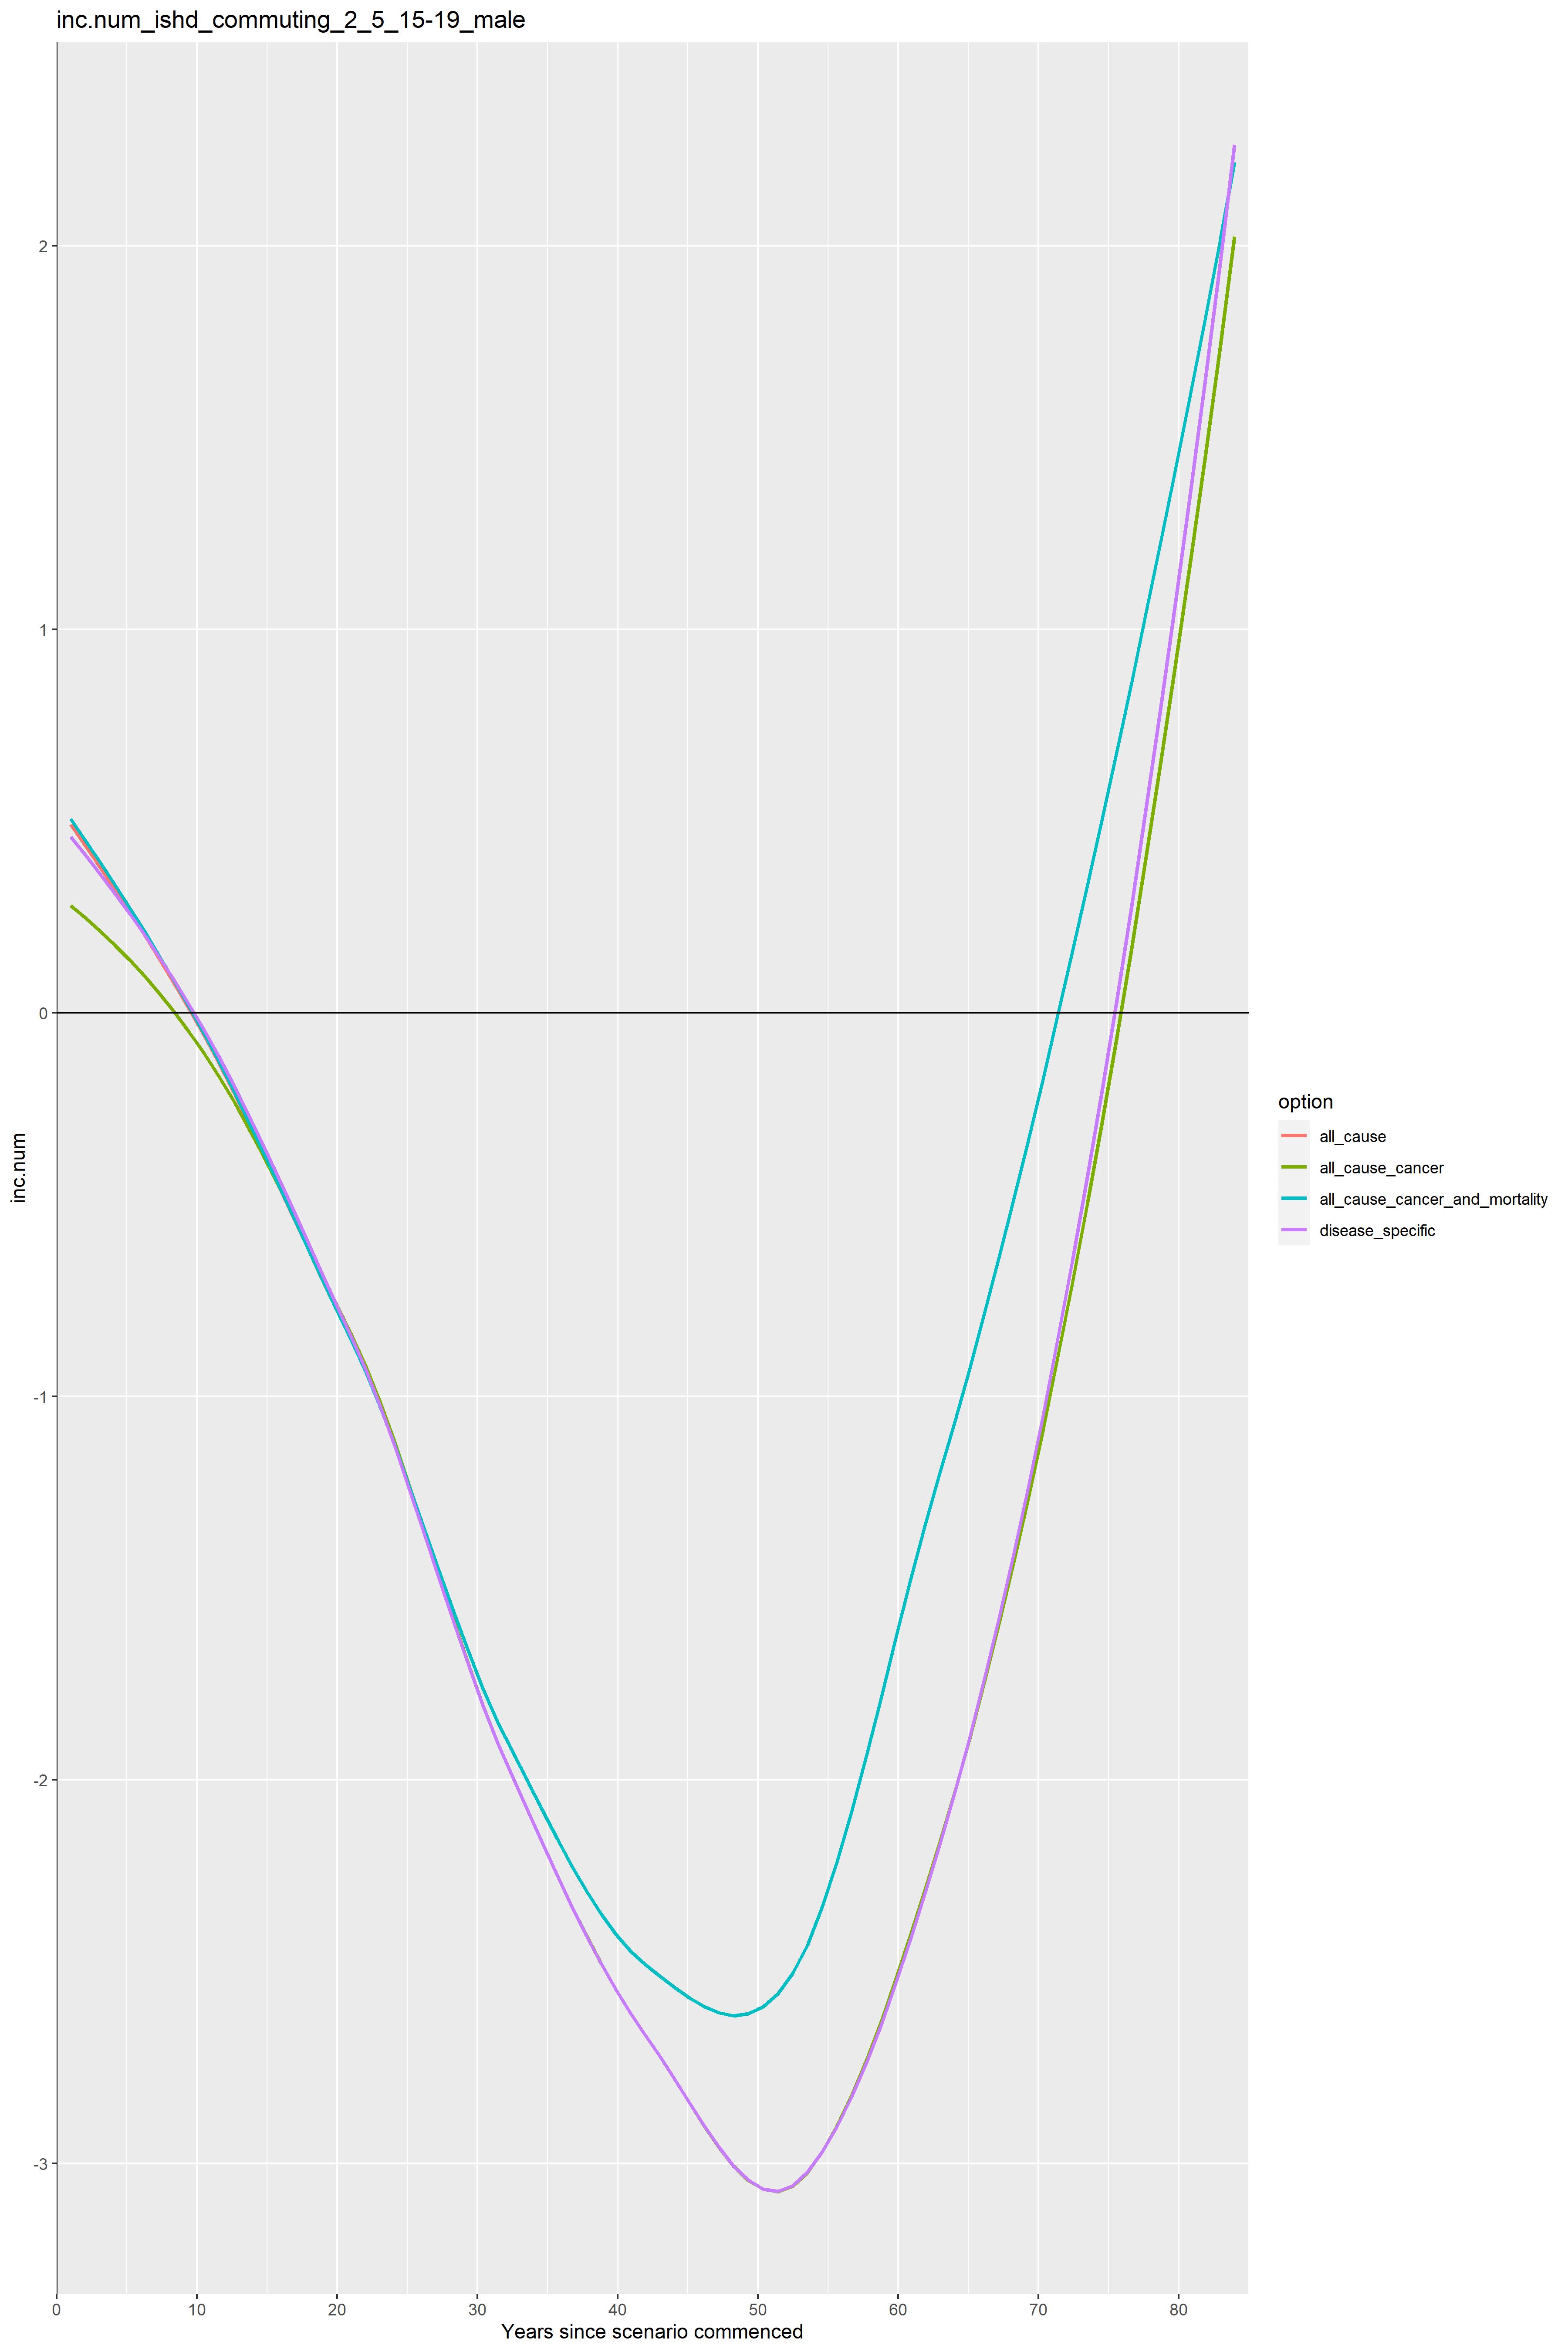 inc.num_ishd_commuting_2_5_15-19_male
2
1
0
-1
-2
-3
inc.num
0 10 20 30 40 50 60 70 80
Years since scenario commenced
option
all_cause
all_cause_cancer
all_cause_cancer_and_mortality
disease_specific